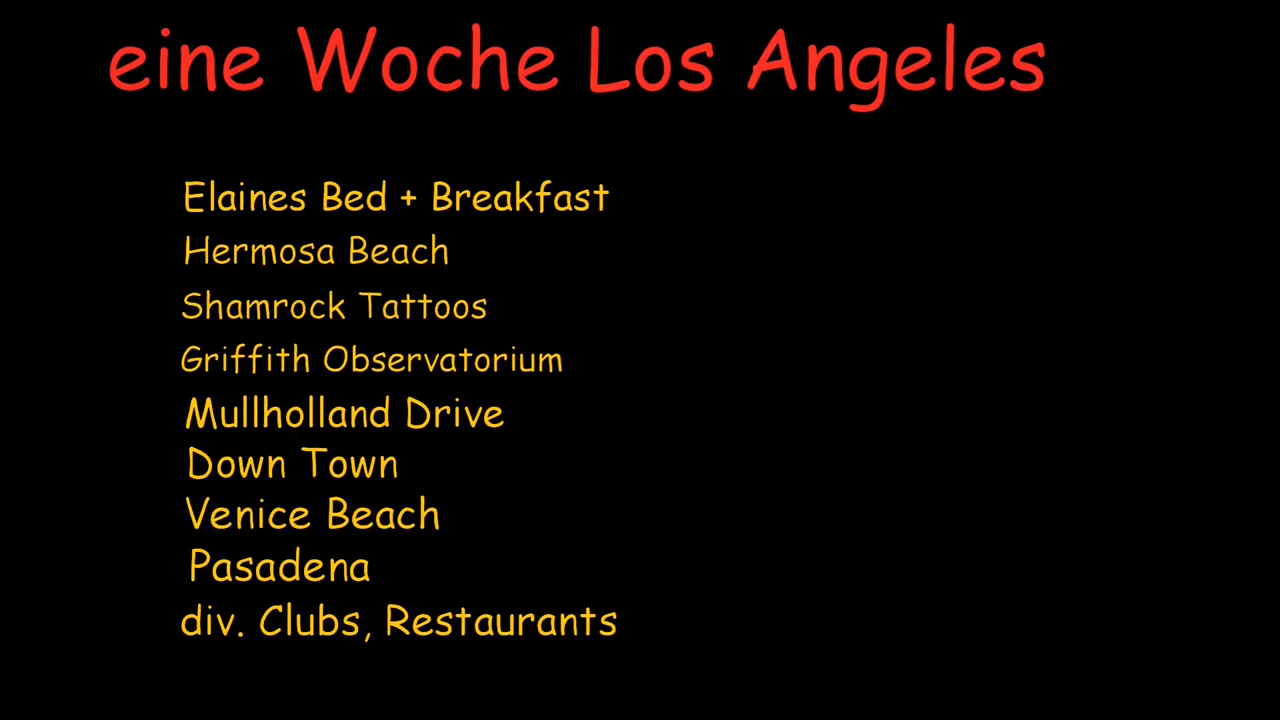 eine Woche Los Angeles
Elaines Bed + Breakfast
Hermosa Beach
Shamrock Tattoos
Griffith Observatorium
Mullholland Drive
Down Town
Venice Beach
Pasadena
div. Clubs, Restaurants